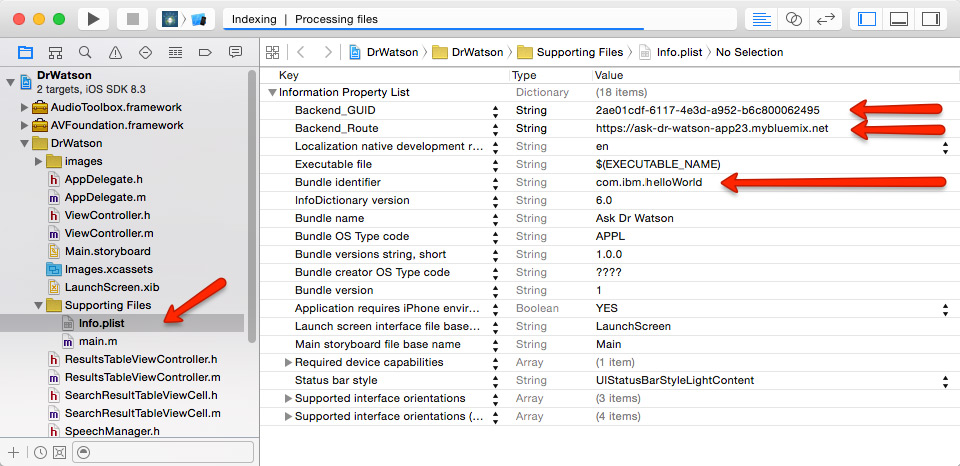 Indexing | Processing files
DrWatson
2 targets, iOS SDK 8.3
AudioToolbox.framework
AVFoundation.framework
DrWatson
images
AppDelegate.h
AppDelegate.m
ViewController.h
ViewController.m
Main.storyboard
Images.xcassets
LaunchScreen.xib
Supporting Files
Info.plist
main.m
ResultsTableViewController.h
ResultsTableViewController.m
SearchResultTableViewCell.h
SearchResultTableViewCell.m
SpeechManager.h
DrWatson DrWatson Supporting Files Info.plist No Selection
Key Type Value
Information Property List Dictionary (18 items)
Backend_GUID String 2ae01cdf-6117-4e3d-a952-b6c800062495
Backend_Route String https://ask-dr-watson-app23.mybluemix.net
Localization native development r... String en
Executable file String $(EXECUTABLE_NAME)
Bundle identifier String com.ibm.helloWorld
InfoDictionary version String 6.0
Bundle name String Ask Dr Watson
Bundle OS Type code String APPL
Bundle versions string, short String 1.0.0
Bundle creator OS Type code String ????
Bundle version String 1
Application requires iPhone envir... Boolean YES
Launch screen interface file base... String LaunchScreen
Main storyboard file base name String Main
Required device capabilities Array (1 item)
Status bar style String UIStatusBarStyleLightContent
Supported interface orientations Array (3 items)
Supported interface orientations (... Array (4 items)